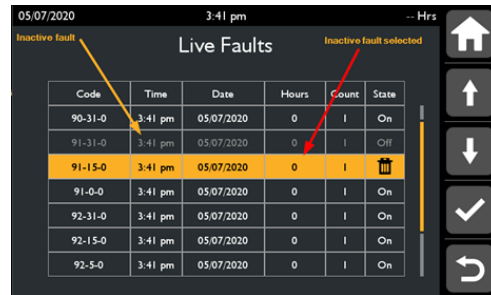 05/07/2020 3:41 pm -- Hrs
Inactive fault
Live Faults
Inactive fault selected
Code Time Date Hours Count State
90-31-0 3:41 pm 05/07/2020 0 1 On
91-31-0 3:41 pm 05/07/2020 0 1 Off
91-15-0 3:41 pm 05/07/2020 0 1
91-0-0 3:41 pm 05/07/2020 0 1 On
92-31-0 3:41 pm 05/07/2020 0 1 On
92-15-0 3:41 pm 05/07/2020 0 1 On
92-5-0 3:41 pm 05/07/2020 0 1 On